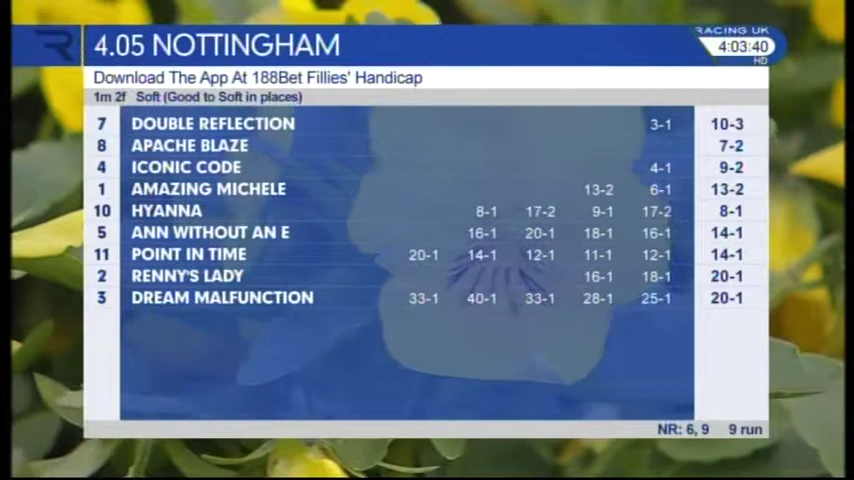 4.05 NOTTINGHAM
RACING UK
4:03:40
HD
Download The App At 188Bet Fillies' Handicap
1m 2f Soft (Good to Soft in places)
7 DOUBLE REFLECTION 3-1 10-3
8 APACHE BLAZE 7-2
4 ICONIC CODE 4-1 9-2
1 AMAZING MICHELE 13-2 6-1 13-2
10 HYANNA 8-1 17-2 9-1 17-2 8-1
5 ANN WITHOUT AN E 16-1 20-1 18-1 16-1 14-1
11 POINT IN TIME 20-1 14-1 12-1 11-1 12-1 14-1
2 RENNY'S LADY 16-1 18-1 20-1
3 DREAM MALFUNCTION 33-1 40-1 33-1 28-1 25-1 20-1
NR: 6, 9 9 run